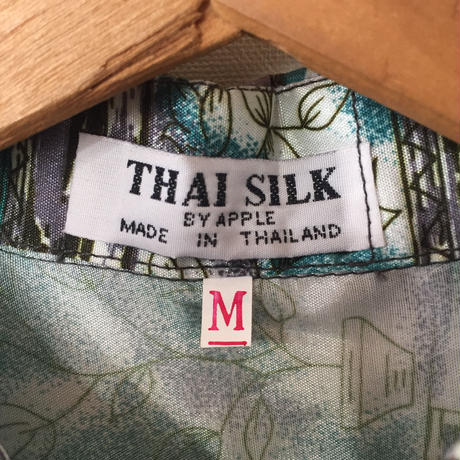 THAI SILK
BY APPLE
MADE IN THAILAND
M